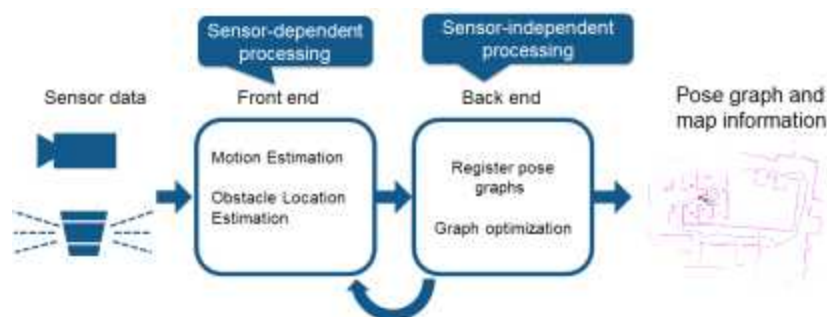 Sensor-dependent
processing
Sensor-independent
processing
Sensor data
Front end
Back end
Pose graph and
map information
Motion Estimation
Obstacle Location
Estimation
Register pose
graphs
Graph optimization